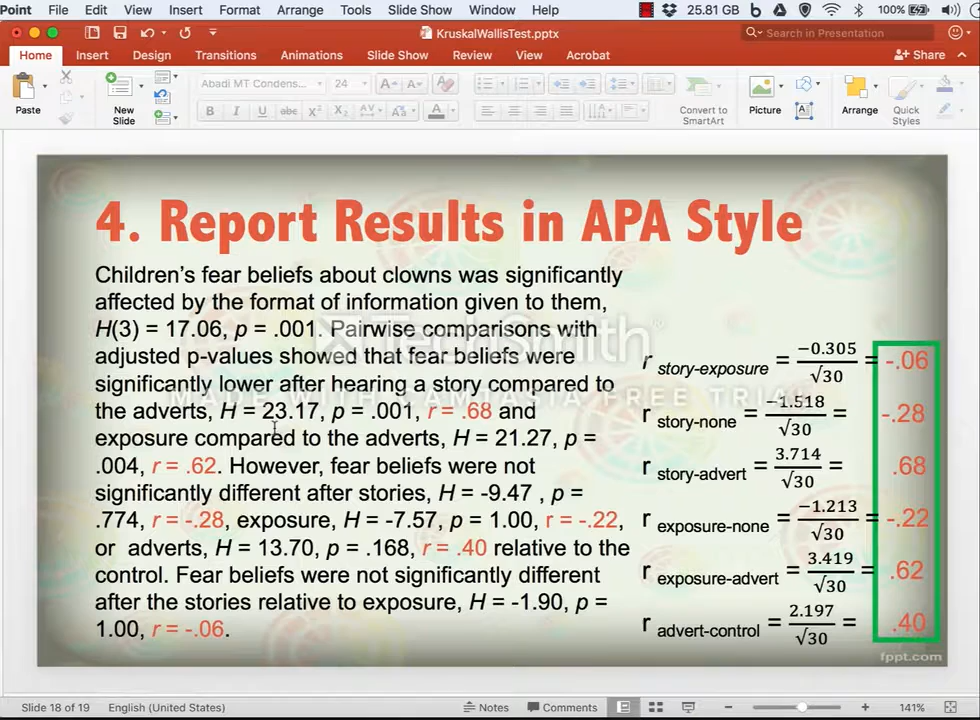 Point File Edit View Insert Format Arrange Tools Slide Show Window Help 25.81 GB 100%
KruskalWallisTest.pptx
Search in Presentation
Home Insert Design Transitions Animations Slide Show Review View Acrobat Share
Abadi MT Condens... 24
Paste New Slide Convert to SmartArt Picture Arrange Quick Styles
B I U abc X² X₂ AV Aa A
4. Report Results in APA Style
Children's fear beliefs about clowns was significantly
affected by the format of information given to them,
H(3) = 17.06, p = .001. Pairwise comparisons with
adjusted p-values showed that fear beliefs were
significantly lower after hearing a story compared to
the adverts, H = 23.17, p = .001, r = .68 and
exposure compared to the adverts, H = 21.27, p =
.004, r = .62. However, fear beliefs were not
significantly different after stories, H = -9.47 , p =
.774, r = -.28, exposure, H = -7.57, p = 1.00, r = -.22,
or adverts, H = 13.70, p = .168, r = .40 relative to the
control. Fear beliefs were not significantly different
after the stories relative to exposure, H = -1.90, p =
1.00, r = -.06.
r story-exposure = −0.305/√30 = -.06
r story-none = −1.518/√30 = -.28
r story-advert = 3.714/√30 = .68
r exposure-none = −1.213/√30 = -.22
r exposure-advert = 3.419/√30 = .62
r advert-control = 2.197/√30 = .40
TechSmith
MADE WITH CAMTASIA FREE TRIAL
fppt.com
Slide 18 of 19 English (United States) Notes Comments 141%